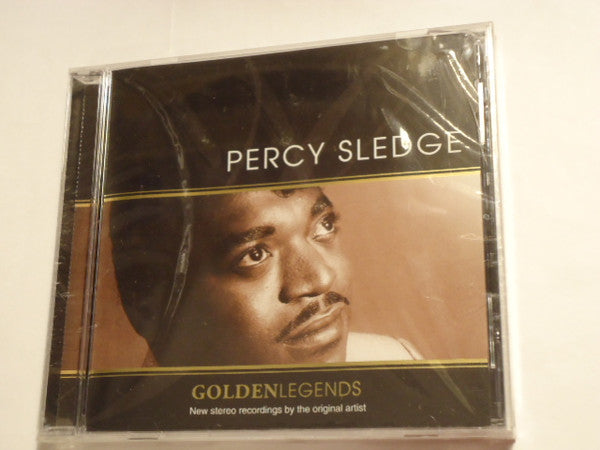 PERCY SLEDGE
GOLDENLEGENDS
New stereo recordings by the original artist